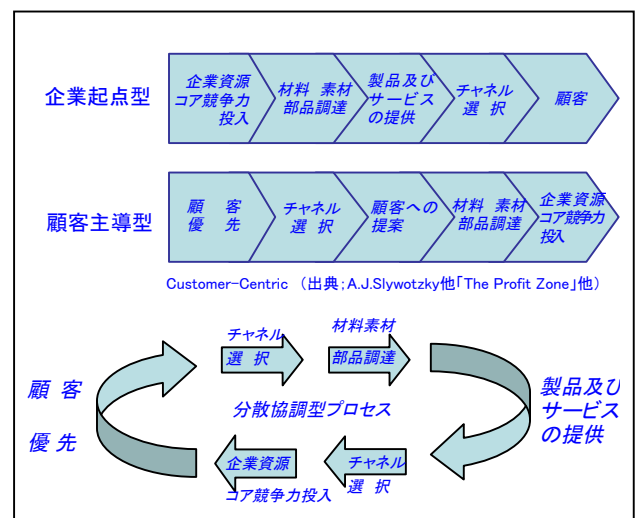 企業起点型
企業資源
コア競争力
投入
材料 素材
部品調達
製品及び
サービス
の提供
チャネル
選 択
顧客
顧客主導型
顧 客
優 先
チャネル
選 択
顧客への
提案
材料 素材
部品調達
企業資源
コア競争力
投入
Customer-Centric (出典;A.J.Slywotzky他「The Profit Zone」他)
チャネル
選 択
材料素材
部品調達
顧 客
優 先
分散協調型プロセス
製品及び
サービス
の提供
企業資源
コア競争力投入
チャネル
選 択